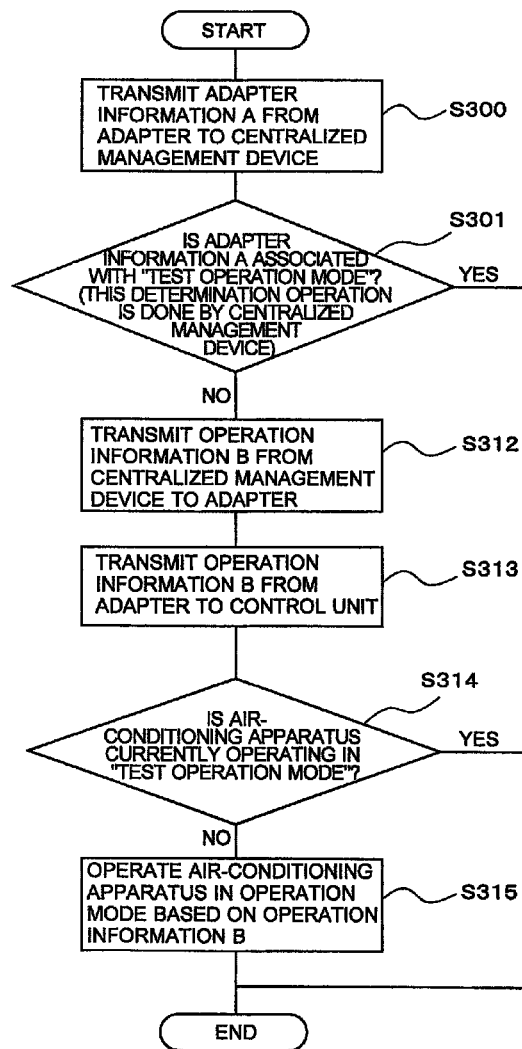 START
TRANSMIT ADAPTER
INFORMATION A FROM
ADAPTER TO CENTRALIZED
MANAGEMENT DEVICE
S300
IS ADAPTER
INFORMATION A ASSOCIATED
WITH "TEST OPERATION MODE"?
(THIS DETERMINATION OPERATION
IS DONE BY CENTRALIZED
MANAGEMENT
DEVICE)
S301
YES
NO
TRANSMIT OPERATION
INFORMATION B FROM
CENTRALIZED MANAGEMENT
DEVICE TO ADAPTER
S312
TRANSMIT OPERATION
INFORMATION B FROM
ADAPTER TO CONTROL UNIT
S313
IS AIR-
CONDITIONING APPARATUS
CURRENTLY OPERATING IN
"TEST OPERATION MODE"?
S314
YES
NO
OPERATE AIR-CONDITIONING
APPARATUS IN OPERATION
MODE BASED ON OPERATION
INFORMATION B
S315
END